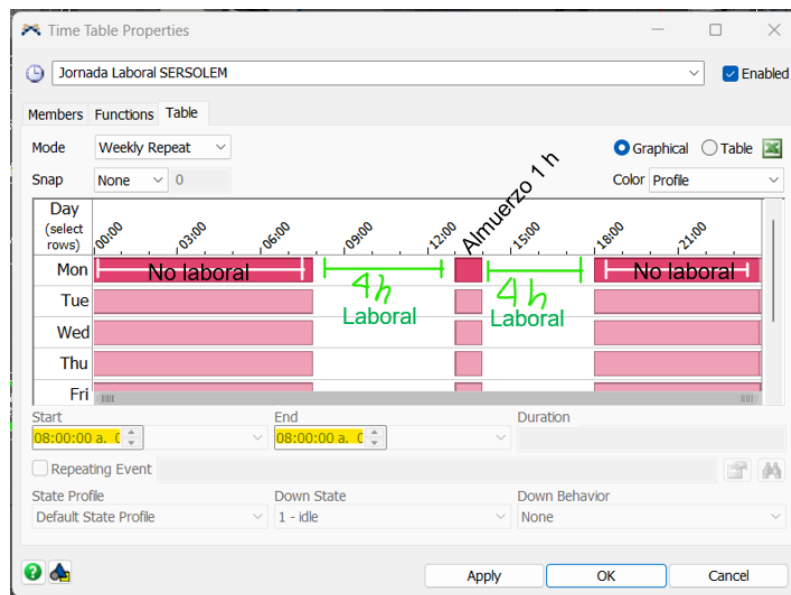 Time Table Properties
Jornada Laboral SERSOLEM
Enabled
Members Functions Table
Mode Weekly Repeat
Graphical Table
Snap None 0
Color Profile
Almuerzo 1 h
Day
(select
rows)
00:00 03:00 06:00 09:00 12:00 15:00 18:00 21:00
Mon No laboral 4h Laboral 4h Laboral No laboral
Tue
Wed
Thu
Fri
Start End Duration
08:00:00 a. 08:00:00 a.
Repeating Event
State Profile Down State Down Behavior
Default State Profile 1 - idle None
Apply OK Cancel